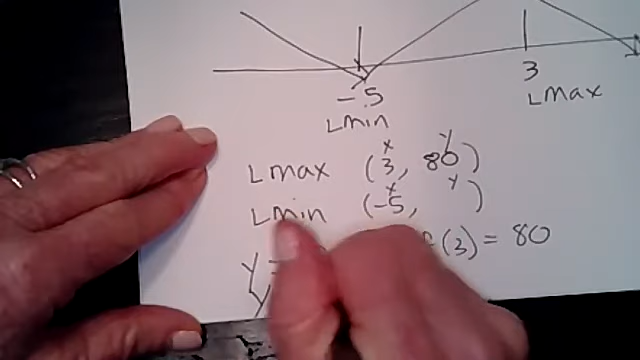 -5 3
Lmin Lmax
x y
Lmax (3, 80)
x y
Lmin (-5, )
y = (3) = 80
y